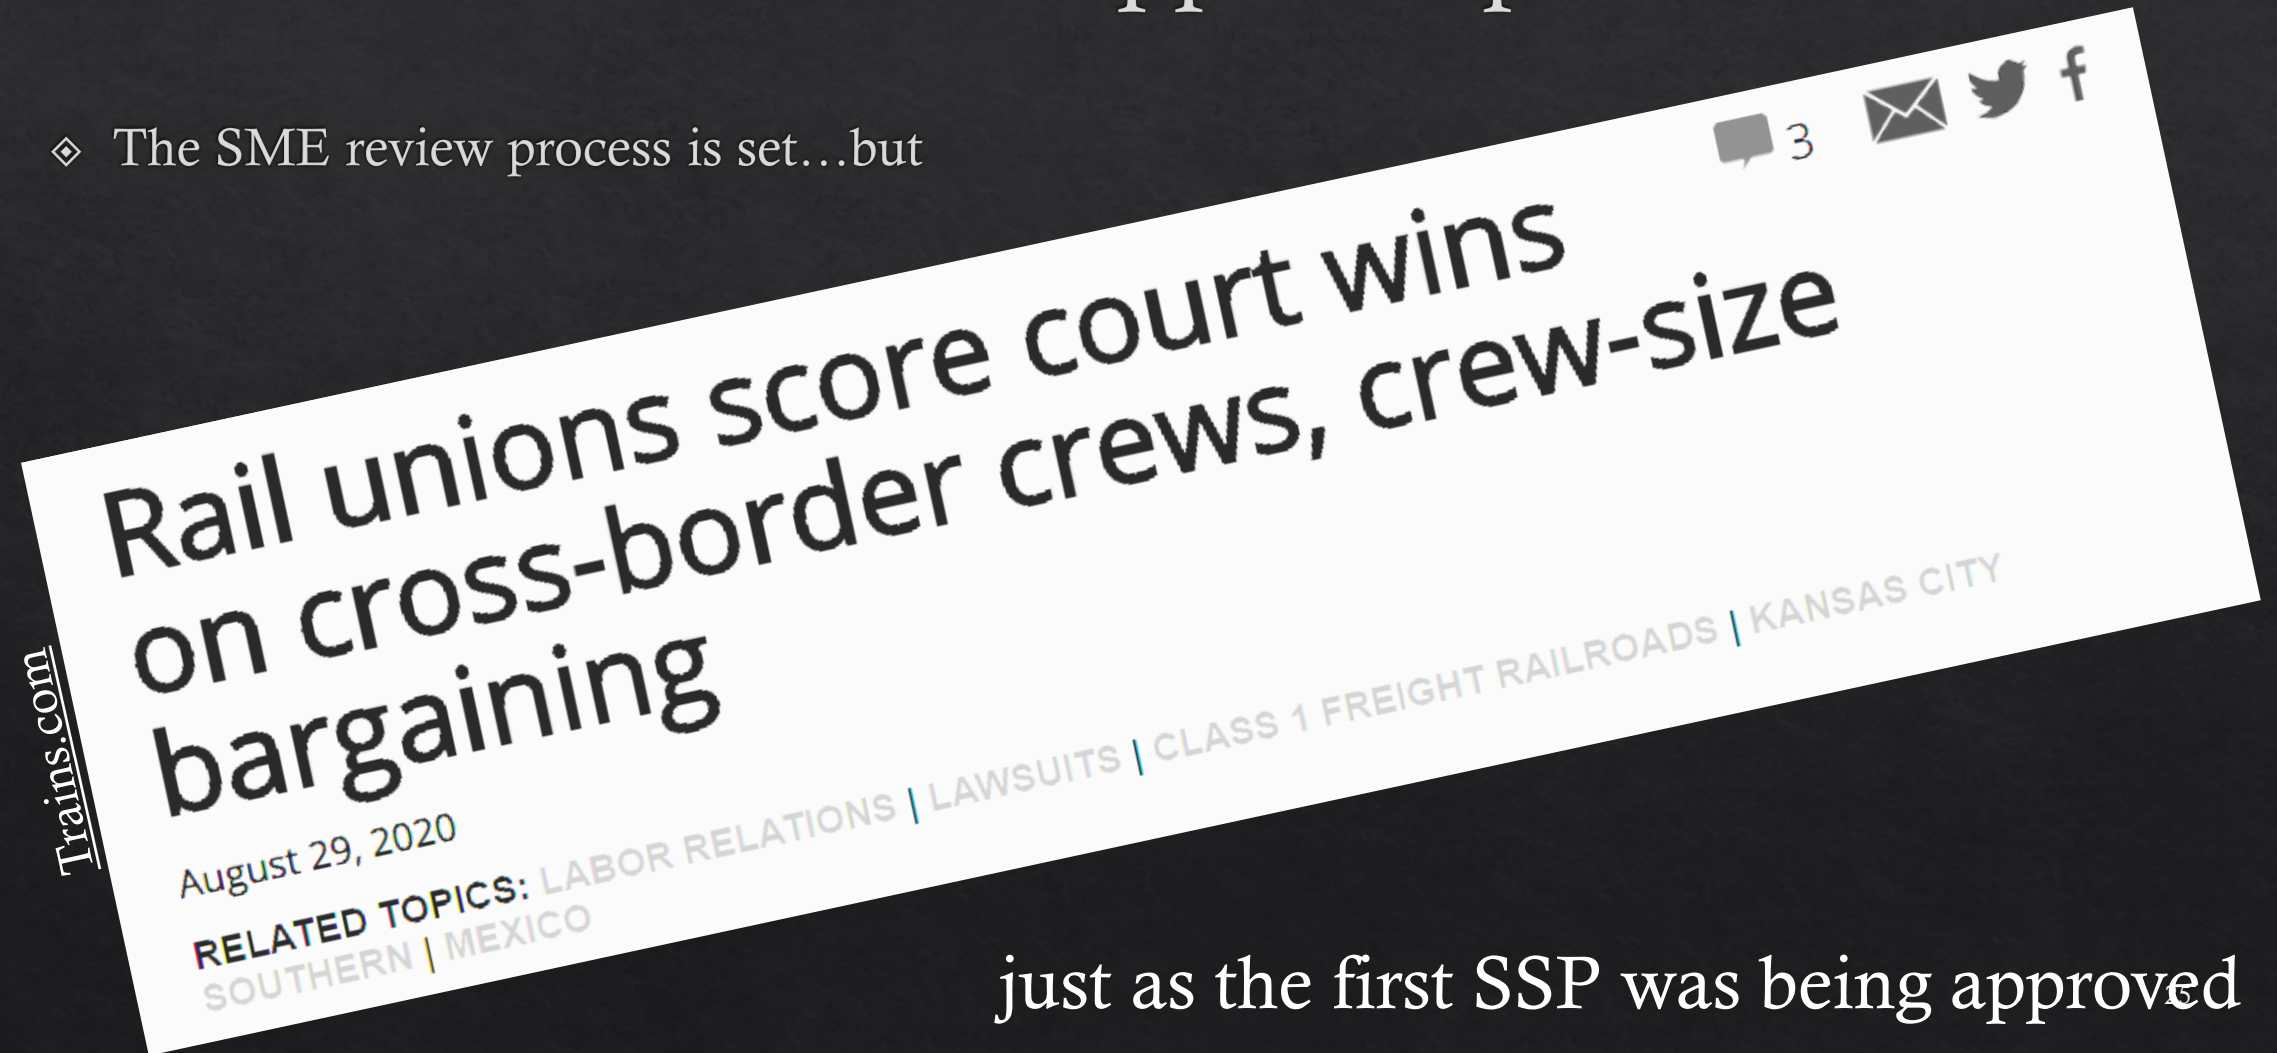 The SME review process is set…but
3
Rail unions score court wins
on cross-border crews, crew-size
bargaining
August 29, 2020
RELATED TOPICS: LABOR RELATIONS | LAWSUITS | CLASS 1 FREIGHT RAILROADS | KANSAS CITY
SOUTHERN | MEXICO
Trains.com
just as the first SSP was being approved